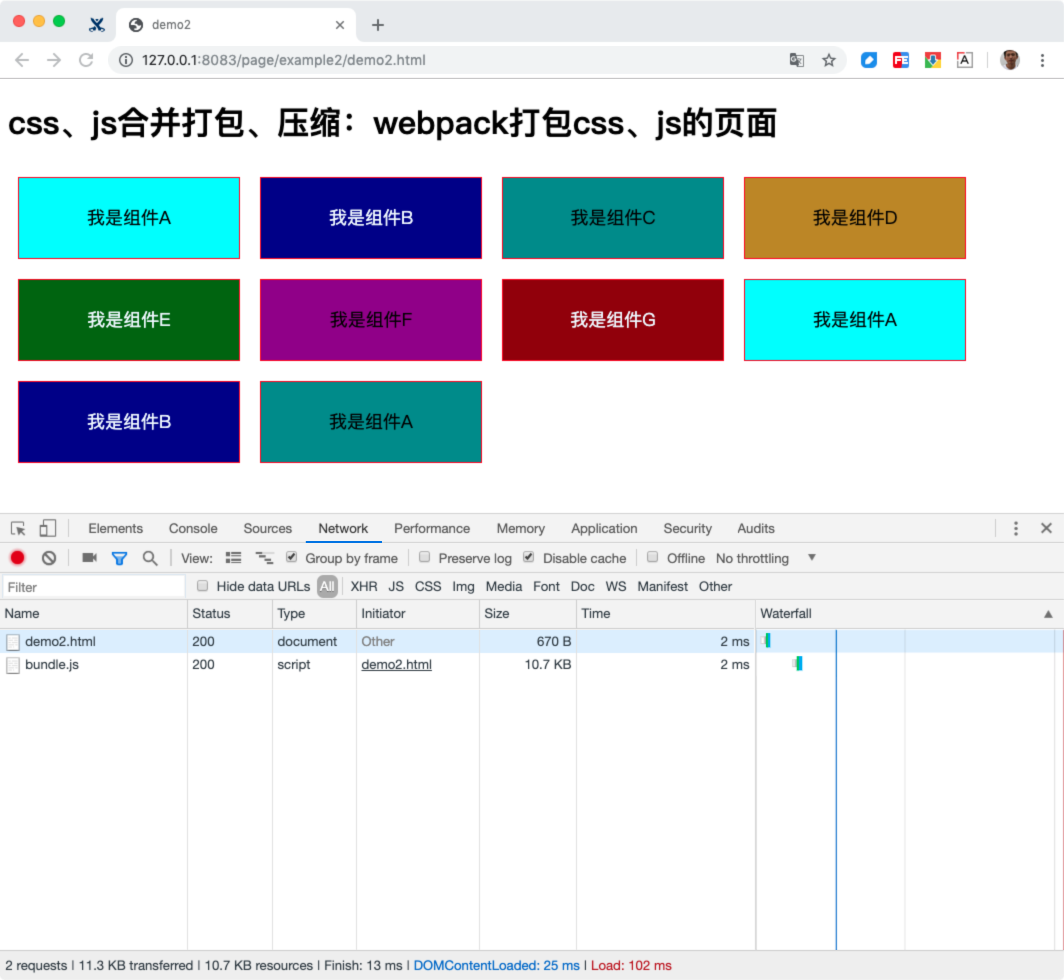 demo2
127.0.0.1:8083/page/example2/demo2.html
FE
A
css、js合并打包、压缩：webpack打包css、js的页面
我是组件A 我是组件B 我是组件C 我是组件D
我是组件E 我是组件F 我是组件G 我是组件A
我是组件B 我是组件A
Elements Console Sources Network Performance Memory Application Security Audits
View: Group by frame Preserve log Disable cache Offline No throttling
Filter Hide data URLs All XHR JS CSS Img Media Font Doc WS Manifest Other
Name Status Type Initiator Size Time Waterfall
demo2.html 200 document Other 670 B 2 ms
bundle.js 200 script demo2.html 10.7 KB 2 ms
2 requests | 11.3 KB transferred | 10.7 KB resources | Finish: 13 ms | DOMContentLoaded: 25 ms | Load: 102 ms